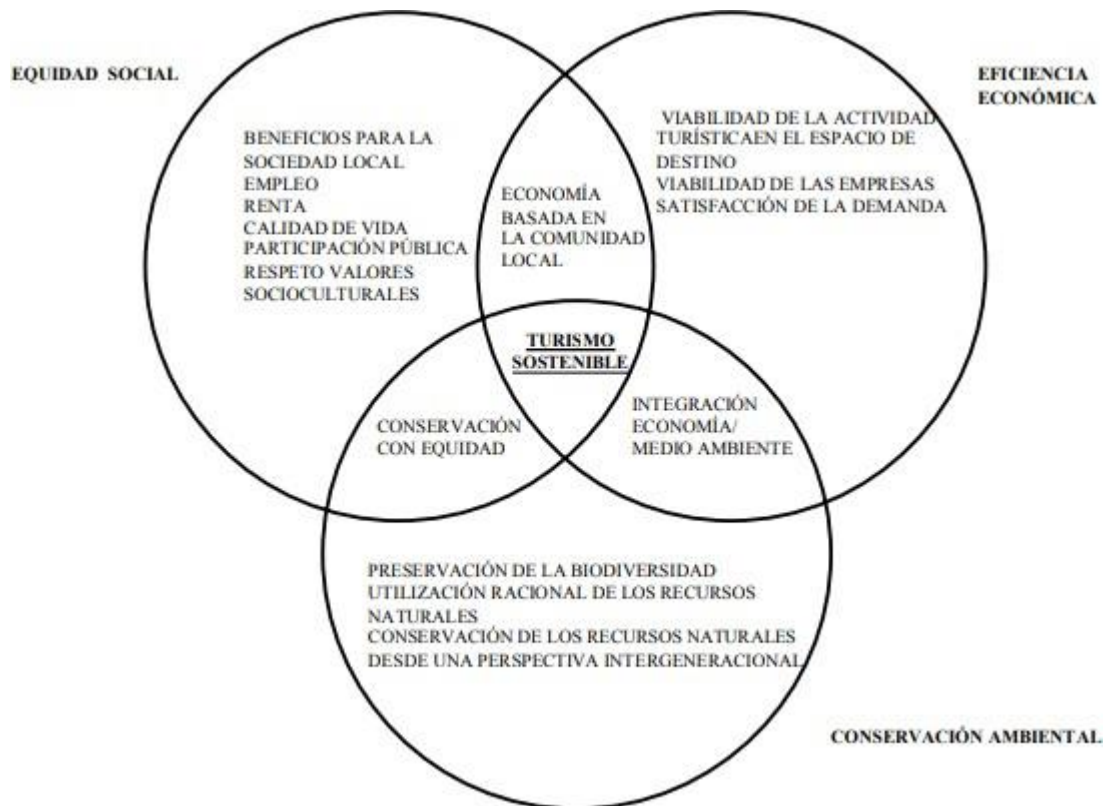 EQUIDAD SOCIAL
EFICIENCIA
ECONÓMICA
BENEFICIOS PARA LA
SOCIEDAD LOCAL
EMPLEO
RENTA
CALIDAD DE VIDA
PARTICIPACIÓN PÚBLICA
RESPETO VALORES
SOCIOCULTURALES
ECONOMÍA
BASADA EN
LA COMUNIDAD
LOCAL
VIABILIDAD DE LA ACTIVIDAD
TURÍSTICAEN EL ESPACIO DE
DESTINO
VIABILIDAD DE LAS EMPRESAS
SATISFACCIÓN DE LA DEMANDA
TURISMO
SOSTENIBLE
CONSERVACIÓN
CON EQUIDAD
INTEGRACIÓN
ECONOMÍA/
MEDIO AMBIENTE
PRESERVACIÓN DE LA BIODIVERSIDAD
UTILIZACIÓN RACIONAL DE LOS RECURSOS
NATURALES
CONSERVACIÓN DE LOS RECURSOS NATURALES
DESDE UNA PERSPECTIVA INTERGENERACIONAL
CONSERVACIÓN AMBIENTAL